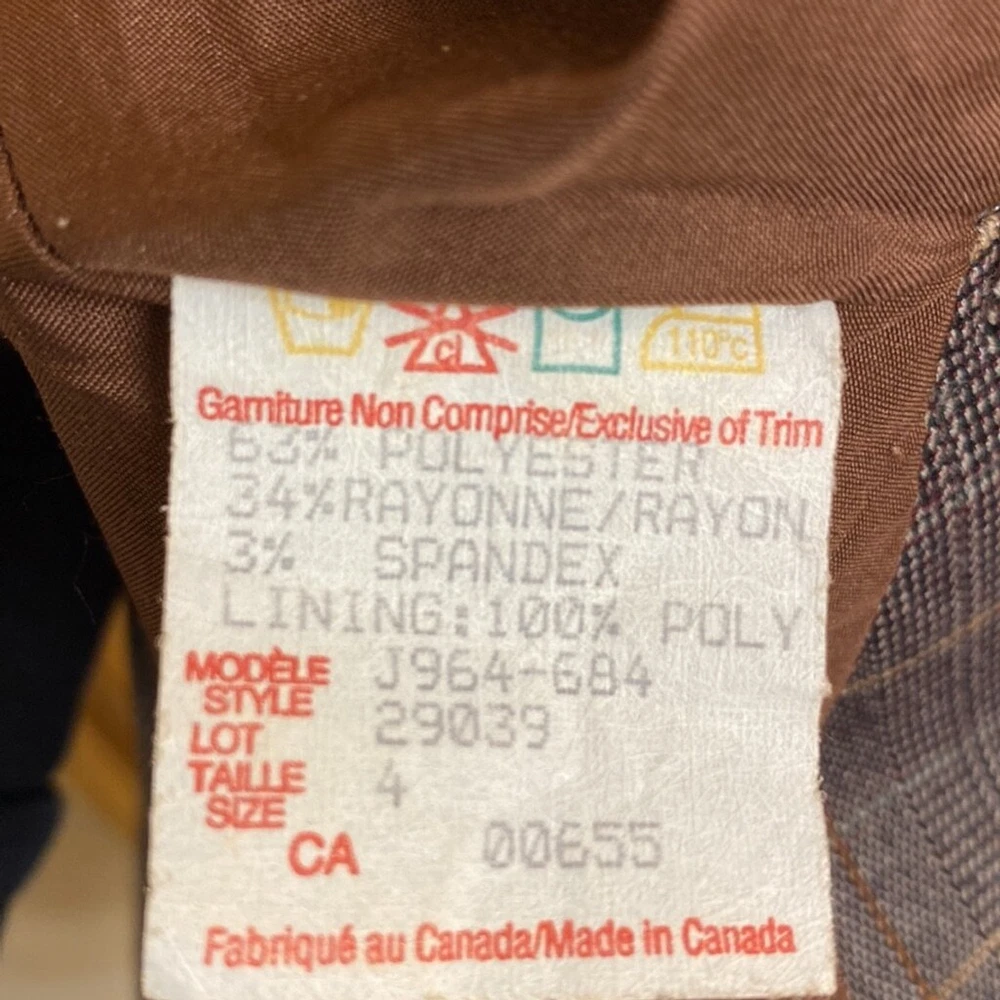 cl 110°c
Garniture Non Comprise/Exclusive of Trim
63% POLYESTER
34%RAYONNE/RAYON
3% SPANDEX
LINING:100% POLY
MODÈLE J964-684
STYLE
LOT 29039
TAILLE 4
SIZE
CA 00655
Fabriqué au Canada/Made in Canada